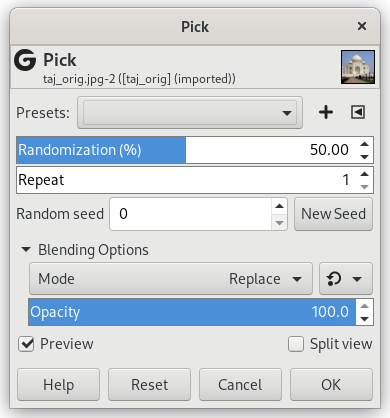 Pick
Pick
taj_orig.jpg-2 ([taj_orig] (imported))
Presets:
Randomization (%) 50.00
Repeat 1
Random seed 0 New Seed
Blending Options
Mode Replace
Opacity 100.0
Preview Split view
Help Reset Cancel OK